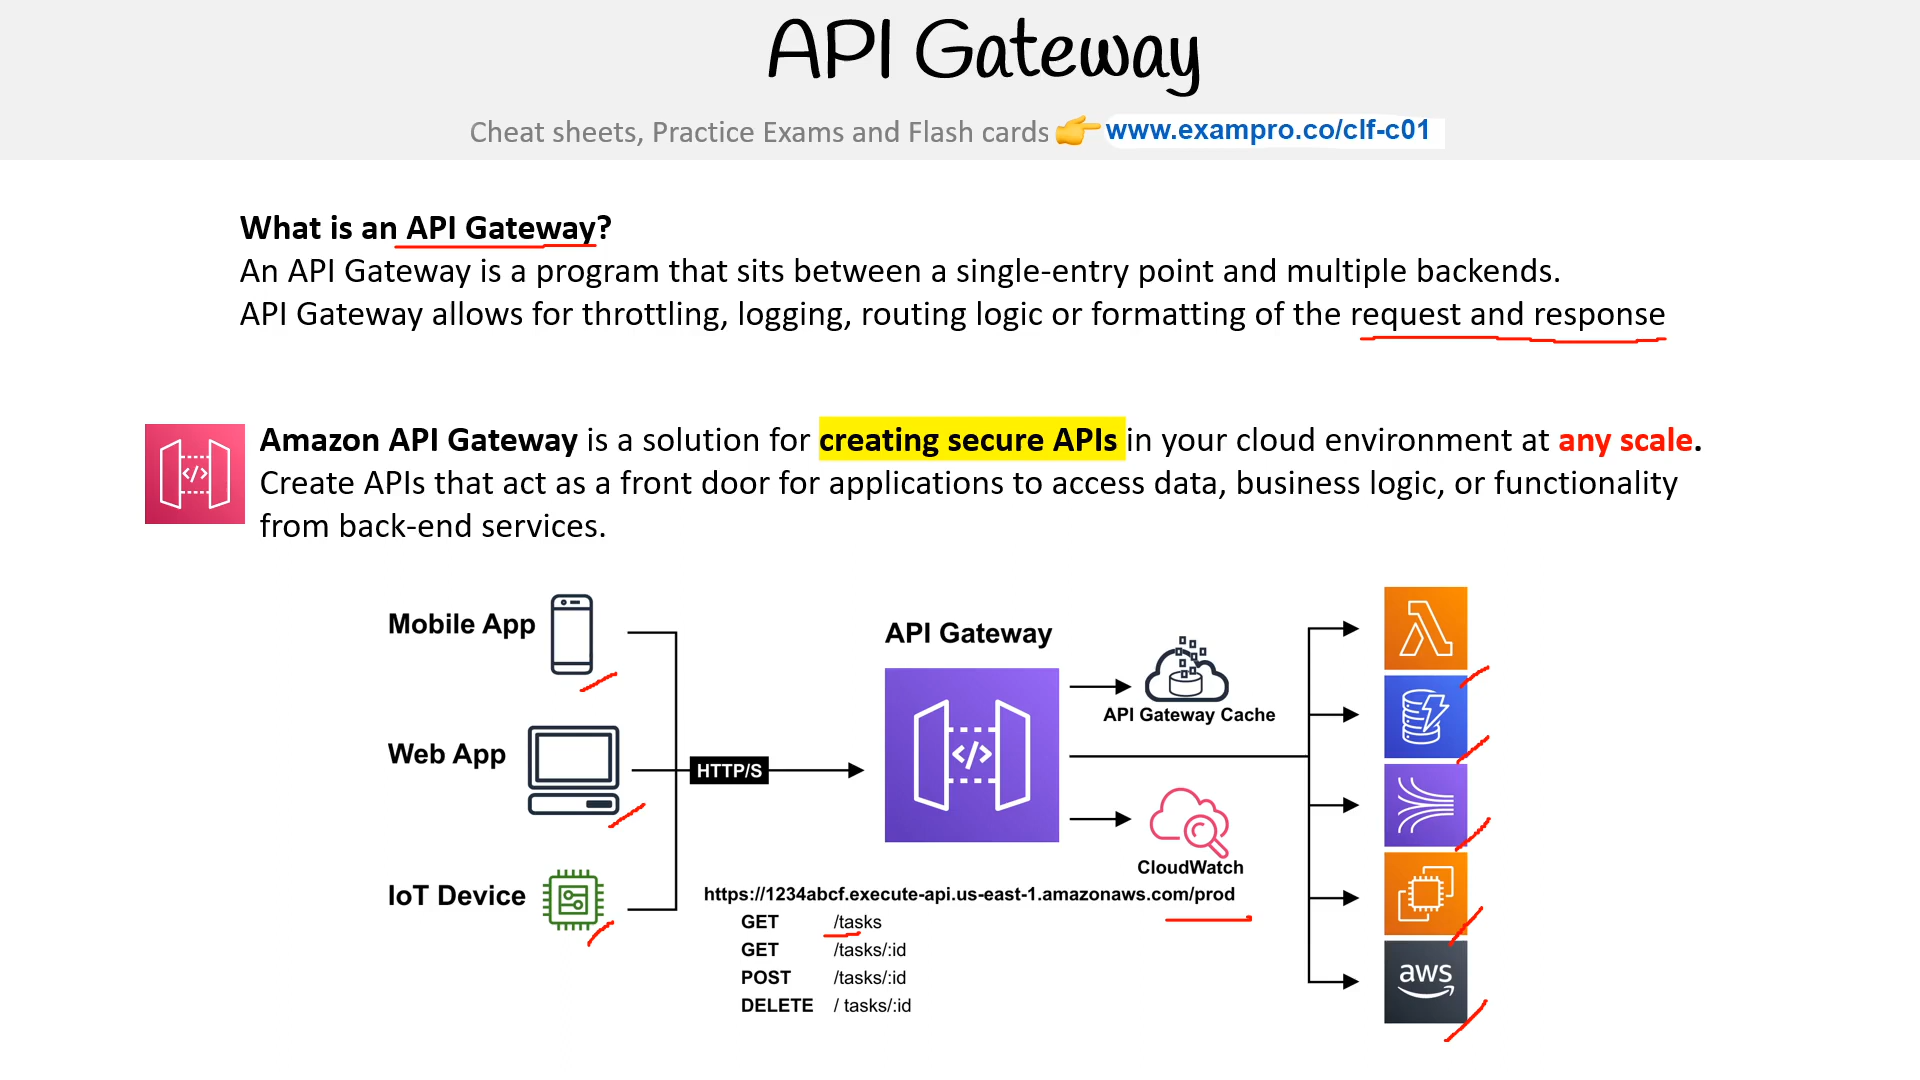 API Gateway
Cheat sheets, Practice Exams and Flash cards 👉 www.exampro.co/clf-c01
What is an API Gateway?
An API Gateway is a program that sits between a single-entry point and multiple backends.
API Gateway allows for throttling, logging, routing logic or formatting of the request and response
Amazon API Gateway is a solution for creating secure APIs in your cloud environment at any scale.
Create APIs that act as a front door for applications to access data, business logic, or functionality
from back-end services.
Mobile App
Web App
IoT Device
HTTP/S
API Gateway
</>
</>
API Gateway Cache
CloudWatch
https://1234abcf.execute-api.us-east-1.amazonaws.com/prod
GET /tasks
GET /tasks/:id
POST /tasks/:id
DELETE / tasks/:id
aws